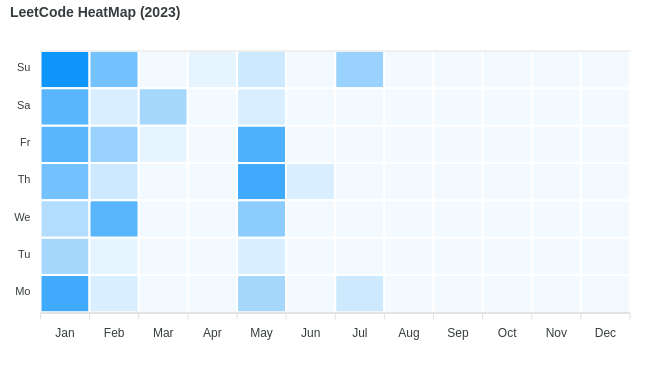 LeetCode HeatMap (2023)
Su
Sa
Fr
Th
We
Tu
Mo
Jan Feb Mar Apr May Jun Jul Aug Sep Oct Nov Dec